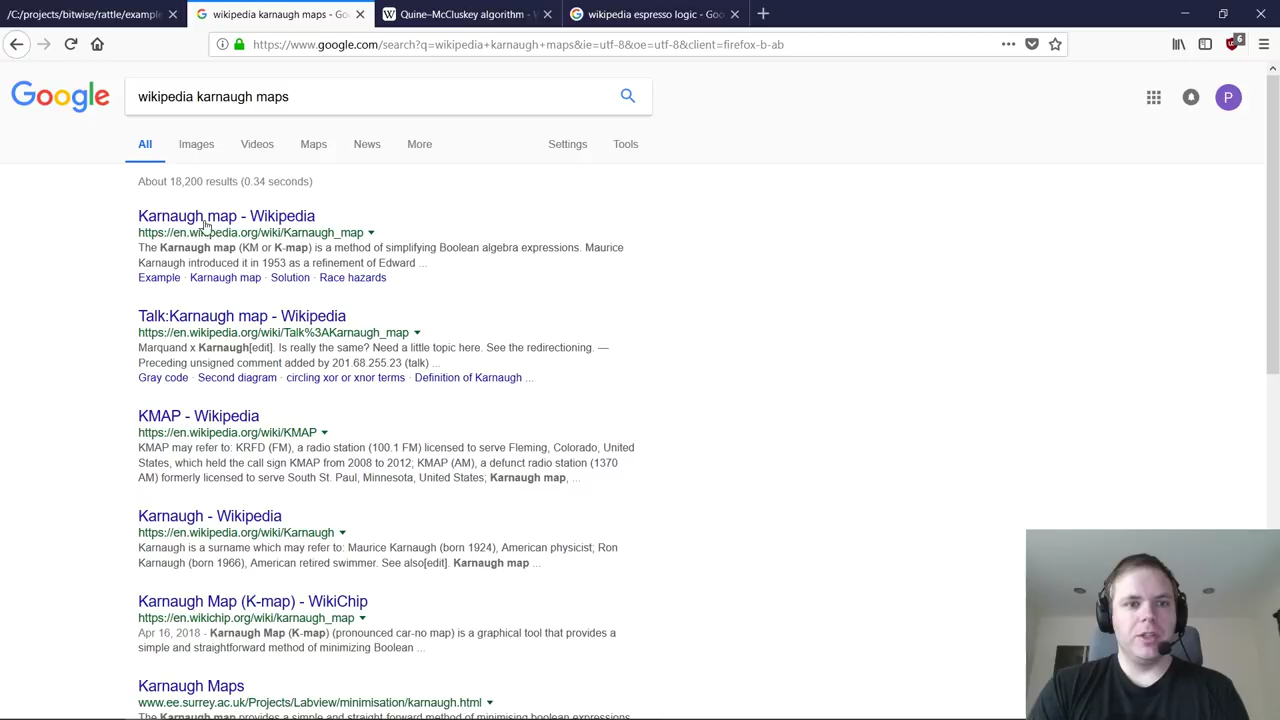 /C:/projects/bitwise/rattle/example
wikipedia karnaugh maps - Goo
Quine–McCluskey algorithm - W
wikipedia espresso logic - Goo
https://www.google.com/search?q=wikipedia+karnaugh+maps&ie=utf-8&oe=utf-8&client=firefox-b-ab
6
Google
wikipedia karnaugh maps
P
All Images Videos Maps News More Settings Tools
About 18,200 results (0.34 seconds)
Karnaugh map - Wikipedia
https://en.wikipedia.org/wiki/Karnaugh_map
The Karnaugh map (KM or K-map) is a method of simplifying Boolean algebra expressions. Maurice
Karnaugh introduced it in 1953 as a refinement of Edward ...
Example · Karnaugh map · Solution · Race hazards
Talk:Karnaugh map - Wikipedia
https://en.wikipedia.org/wiki/Talk%3AKarnaugh_map
Marquand x Karnaugh[edit]. Is really the same? Need a little topic here. See the redirectioning. —
Preceding unsigned comment added by 201.68.255.23 (talk) ...
Gray code · Second diagram · circling xor or xnor terms · Definition of Karnaugh ...
KMAP - Wikipedia
https://en.wikipedia.org/wiki/KMAP
KMAP may refer to: KRFD (FM), a radio station (100.1 FM) licensed to serve Fleming, Colorado, United
States, which held the call sign KMAP from 2008 to 2012; KMAP (AM), a defunct radio station (1370
AM) formerly licensed to serve South St. Paul, Minnesota, United States; Karnaugh map, ...
Karnaugh - Wikipedia
https://en.wikipedia.org/wiki/Karnaugh
Karnaugh is a surname which may refer to: Maurice Karnaugh (born 1924), American physicist; Ron
Karnaugh (born 1966), American retired swimmer. See also[edit]. Karnaugh map ...
Karnaugh Map (K-map) - WikiChip
https://en.wikichip.org/wiki/karnaugh_map
Apr 16, 2018 - Karnaugh Map (K-map) (pronounced car-no map) is a graphical tool that provides a
simple and straightforward method of minimizing Boolean ...
Karnaugh Maps
www.ee.surrey.ac.uk/Projects/Labview/minimisation/karnaugh.html
The Karnaugh map provides a simple and straight-forward method of minimising boolean expressions.